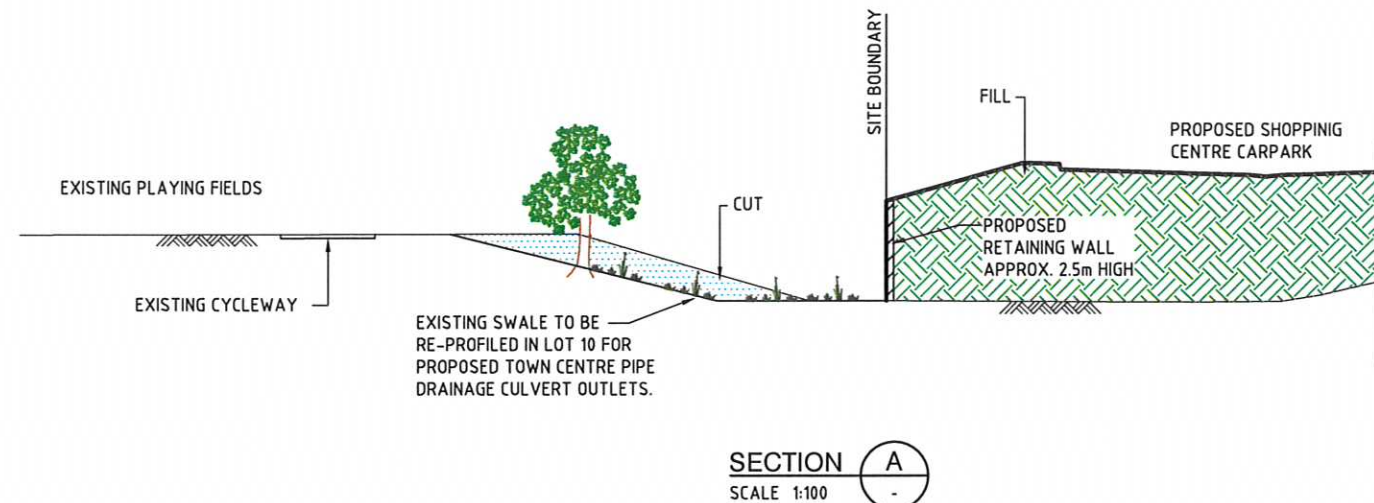 SITE BOUNDARY
FILL
PROPOSED SHOPPINIG
CENTRE CARPARK
EXISTING PLAYING FIELDS
CUT
PROPOSED
RETAINING WALL
APPROX. 2.5m HIGH
EXISTING CYCLEWAY
EXISTING SWALE TO BE
RE-PROFILED IN LOT 10 FOR
PROPOSED TOWN CENTRE PIPE
DRAINAGE CULVERT OUTLETS.
SECTION A
SCALE 1:100 -